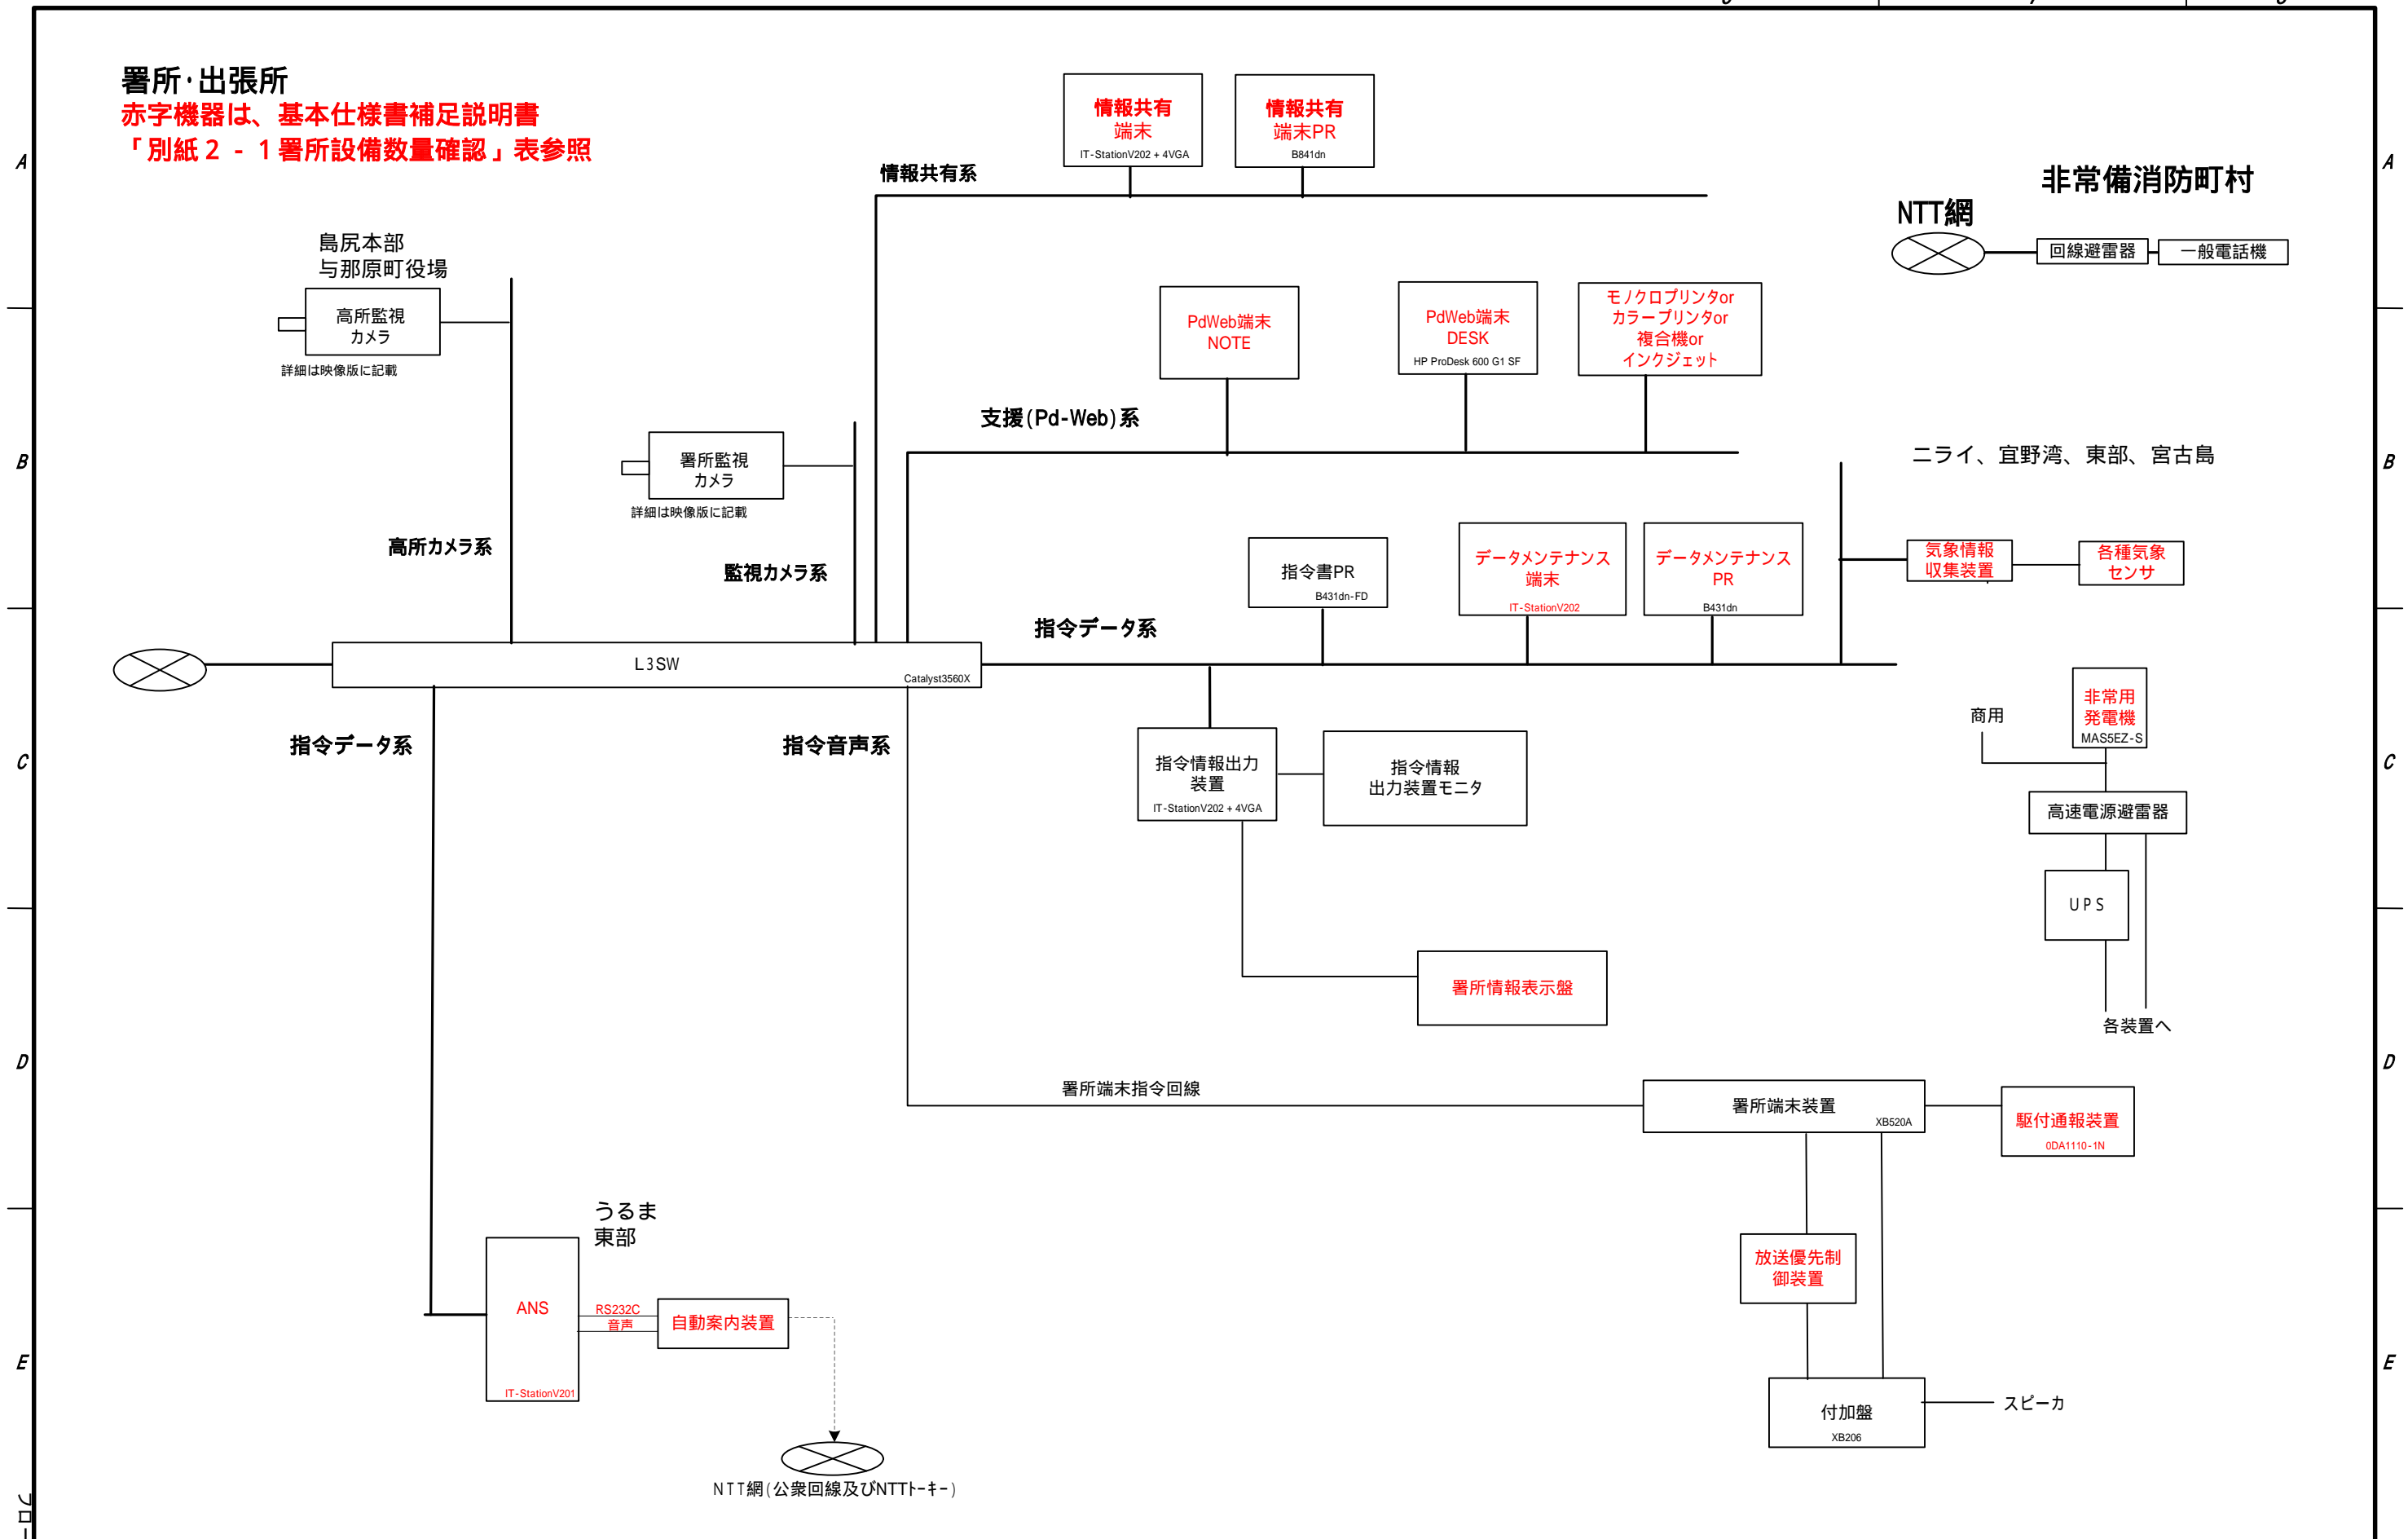 署所・出張所
赤字機器は、基本仕様書補足説明書
「別紙２-１署所設備数量確認」表参照
情報共有
端末
IT-StationV202 + 4VGA
情報共有
端末PR
B841dn
情報共有系
非常備消防町村
NTT網
回線避雷器
一般電話機
島尻本部
与那原町役場
高所監視
カメラ
詳細は映像版に記載
PdWeb端末
NOTE
PdWeb端末
DESK
HP ProDesk 600 G1 SF
モノクロプリンタor
カラープリンタor
複合機or
インクジェット
支援(Pd-Web)系
署所監視
カメラ
詳細は映像版に記載
ニライ、宜野湾、東部、宮古島
高所カメラ系
監視カメラ系
指令書PR
B431dn-FD
データメンテナンス
端末
IT-StationV202
データメンテナンス
PR
B431dn
気象情報
収集装置
各種気象
センサ
指令データ系
L3SW
Catalyst3560X
指令データ系
指令音声系
指令情報出力
装置
IT-StationV202 + 4VGA
指令情報
出力装置モニタ
商用
非常用
発電機
MAS5EZ-S
高速電源避雷器
UPS
各装置へ
署所情報表示盤
署所端末指令回線
署所端末装置
XB520A
駆付通報装置
0DA1110-1N
うるま
東部
ANS
IT-StationV201
RS232C
音声
自動案内装置
放送優先制
御装置
付加盤
XB206
スピーカ
NTT網(公衆回線及びNTTトーキー)
A
B
C
D
E
A
B
C
D
E
フロー